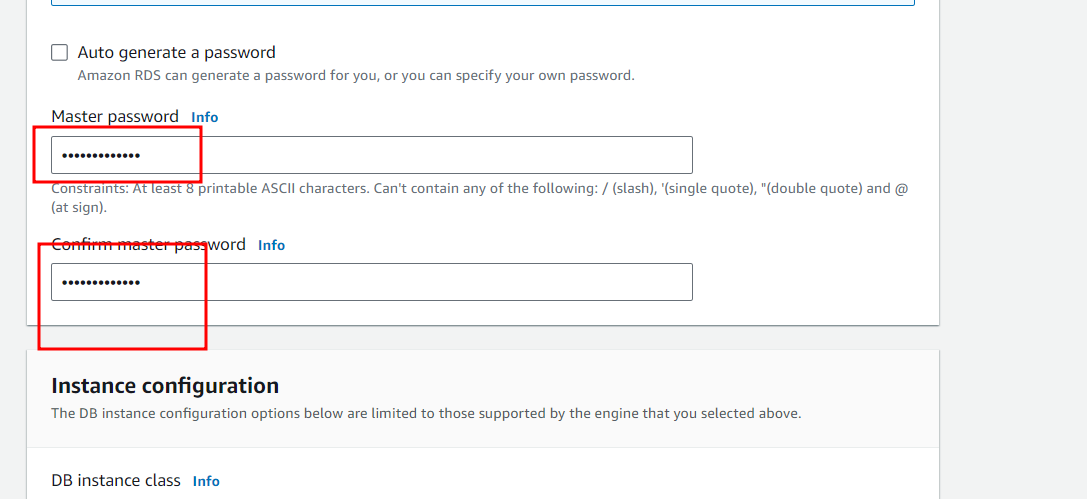 Auto generate a password
Amazon RDS can generate a password for you, or you can specify your own password.
Master password Info
•••••••••••••
Constraints: At least 8 printable ASCII characters. Can't contain any of the following: / (slash), '(single quote), "(double quote) and @
(at sign).
Confirm master password Info
•••••••••••••
Instance configuration
The DB instance configuration options below are limited to those supported by the engine that you selected above.
DB instance class Info